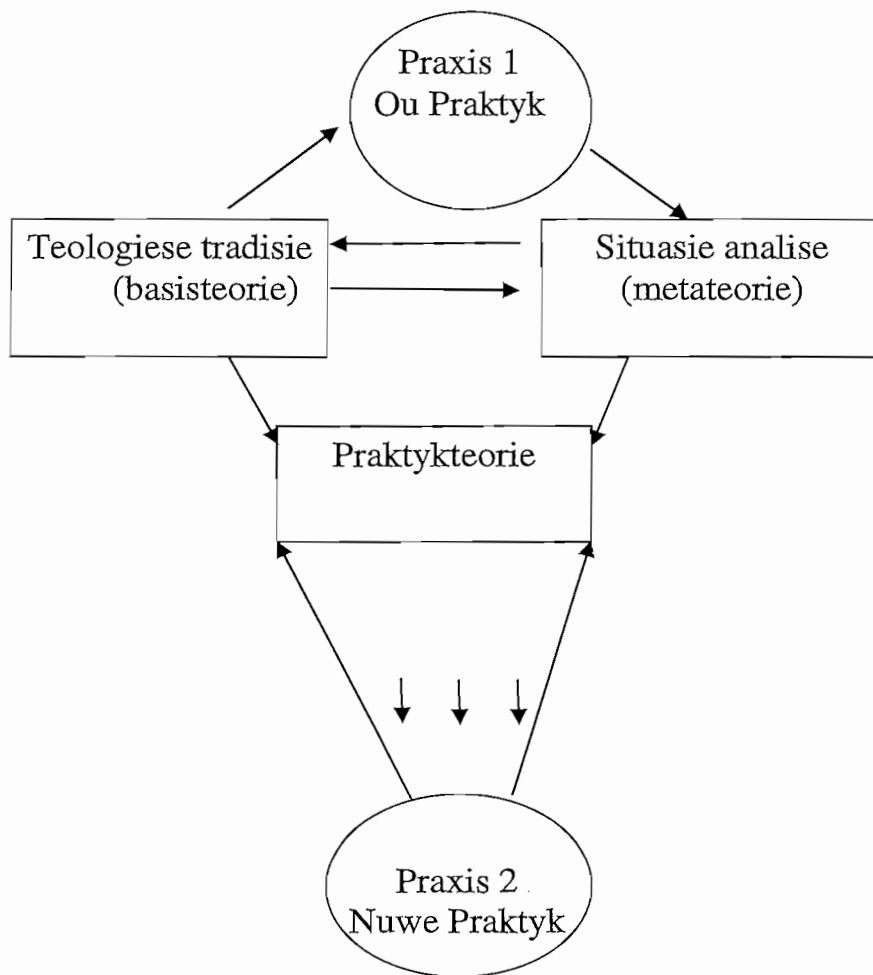 Praxis 1
Ou Praktyk
Teologiese tradisie
(basisteorie)
Situasie analise
(metateorie)
Praktykteorie
Praxis 2
Nuwe Praktyk